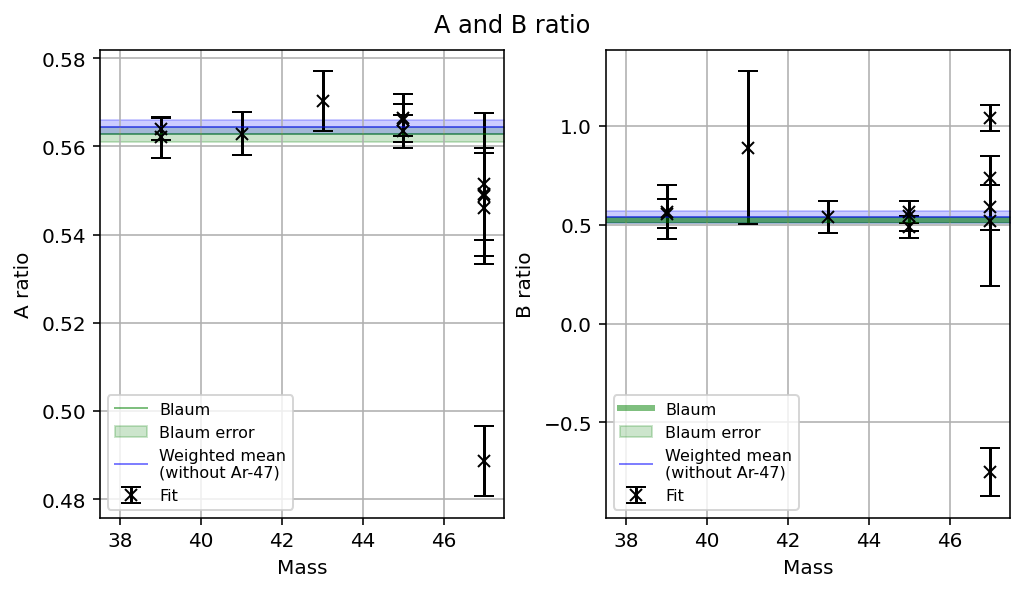 A and B ratio
0.58
0.56
0.54
0.52
0.50
0.48
A ratio
38
40
42
44
46
Mass
Blaum
Blaum error
Weighted mean
(without Ar-47)
Fit
1.0
0.5
0.0
−0.5
B ratio
38
40
42
44
46
Mass
Blaum
Blaum error
Weighted mean
(without Ar-47)
Fit